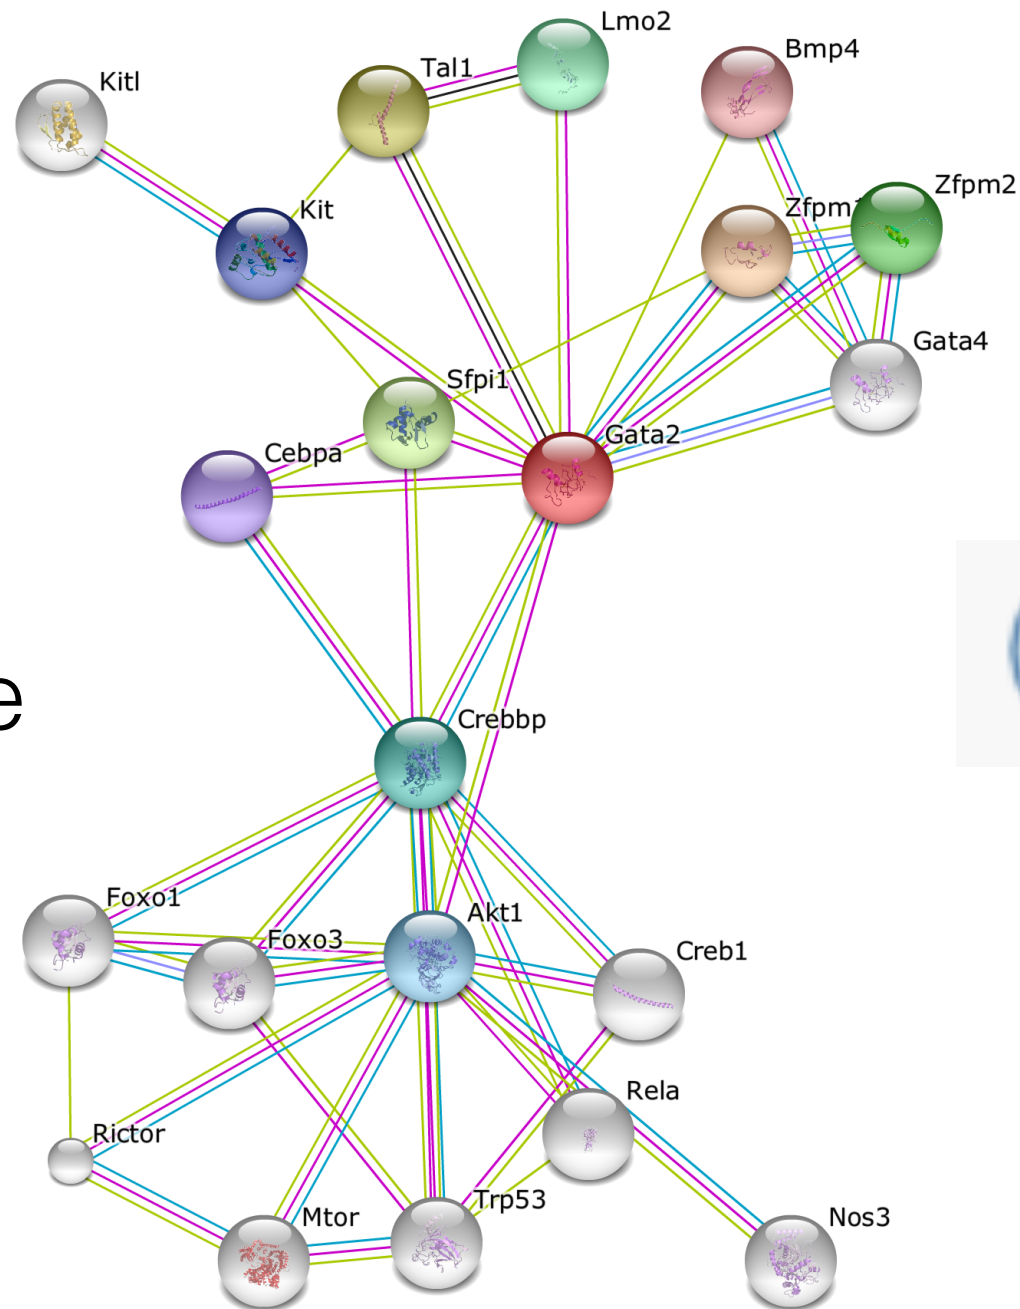 Lmo2
Bmp4
Tal1
Kitl
Zfpm2
Kit
Zfpm1
Gata4
Sfpi1
Gata2
Cebpa
e
Crebbp
Foxo1
Akt1
Foxo3
Creb1
Rela
Rictor
Trp53
Mtor
Nos3